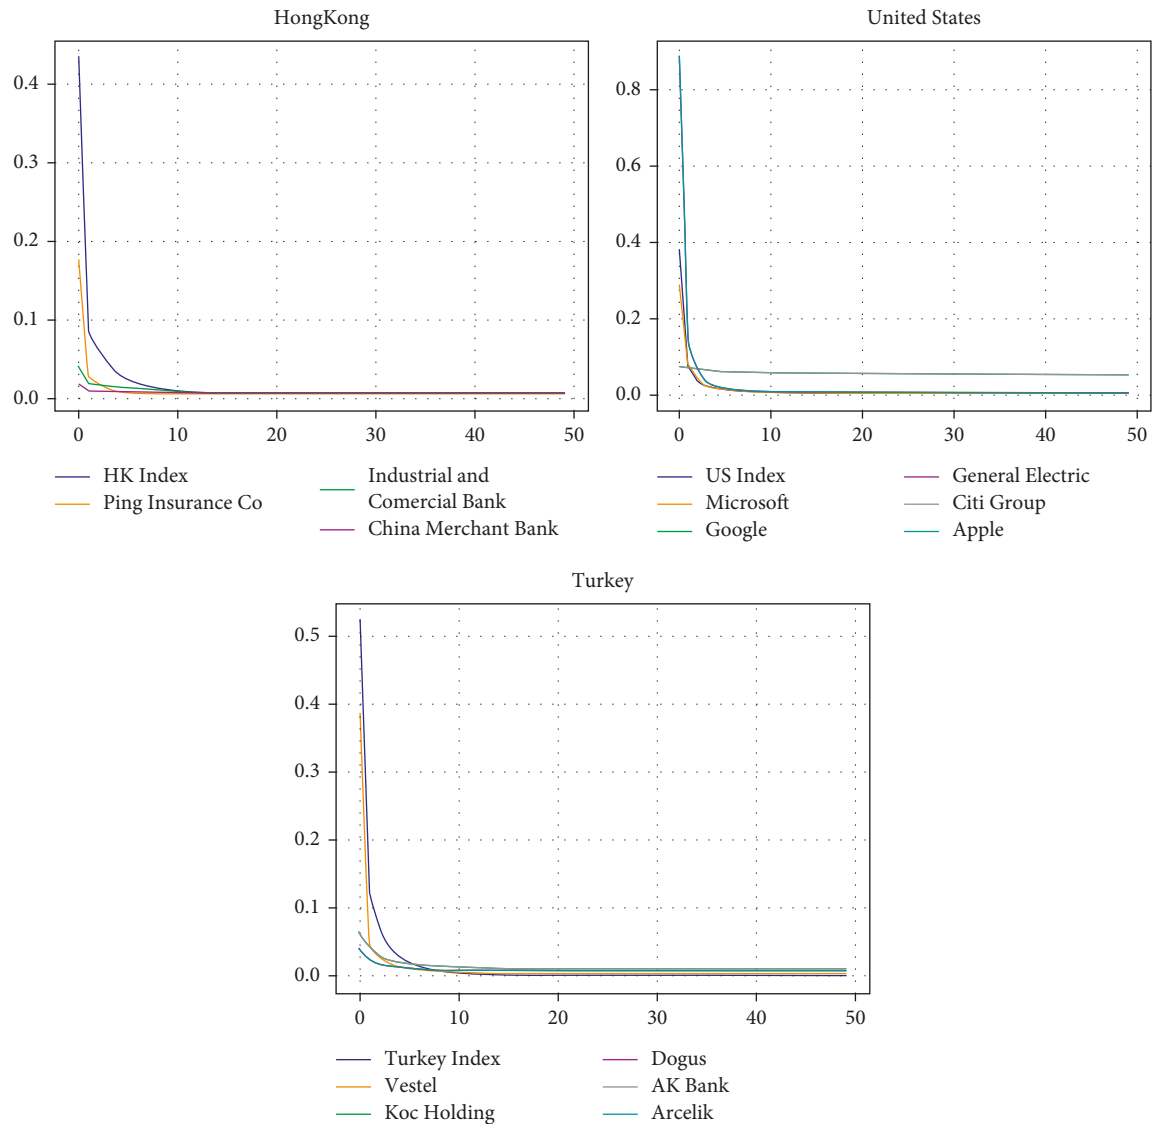 HongKong
0.4
0.3
0.2
0.1
0.0
0 10 20 30 40 50
HK Index
Ping Insurance Co
Industrial and
Comercial Bank
China Merchant Bank
United States
0.8
0.6
0.4
0.2
0.0
0 10 20 30 40 50
US Index
Microsoft
Google
General Electric
Citi Group
Apple
Turkey
0.5
0.4
0.3
0.2
0.1
0.0
0 10 20 30 40 50
Turkey Index
Vestel
Koc Holding
Dogus
AK Bank
Arcelik